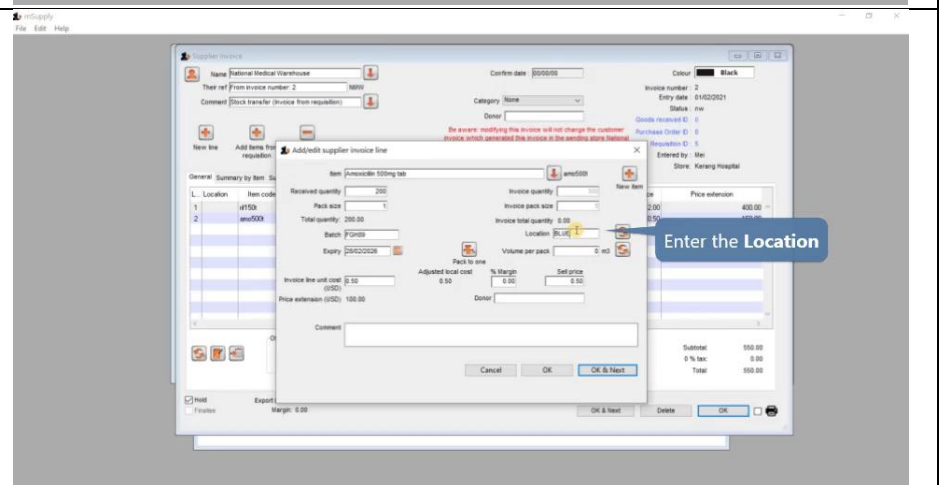 mSupply
File Edit Help
Supplier invoice
Name National Medical Warehouse
Confirm date : 00/00/00
Colour Black
Their ref From invoice number: 2 NMW
Invoice number : 2
Comment Stock transfer (Invoice from requisition)
Category None
Entry date : 01/02/2021
Status : nw
Donor
Goods received ID : 0
Be aware: modifying this invoice will not change the customer
Purchase Order ID : 0
invoice which generated this invoice in the sending store National
Requisition ID : 5
New line Add items from
requisition
Entered by : Mei
Store: Kerang Hospital
General Summary by Item
L... Location Item code
Price extension
1 2.00 400.00
2 amo500t 0.50
Add/edit supplier invoice line
Item Amoxicillin 500mg tab amo500t
New item
Received quantity 200
Invoice quantity
Pack size 1
Invoice pack size
Total quantity: 200.00
Invoice total quantity 0.00
Batch FGH89
Location BLUE
Enter the Location
Expiry 28/02/2026
Pack to one
Volume per pack 0 m3
Invoice line unit cost (USD) 0.50
Adjusted local cost 0.50
% Margin 0.00
Sell price 0.50
Price extension (USD) 100.00
Donor
Comment
Cancel OK OK & Next
Subtotal: 550.00
0 % tax: 0.00
Total: 550.00
Hold
Finalise
Export
Margin: 0.00
OK & Next Delete OK